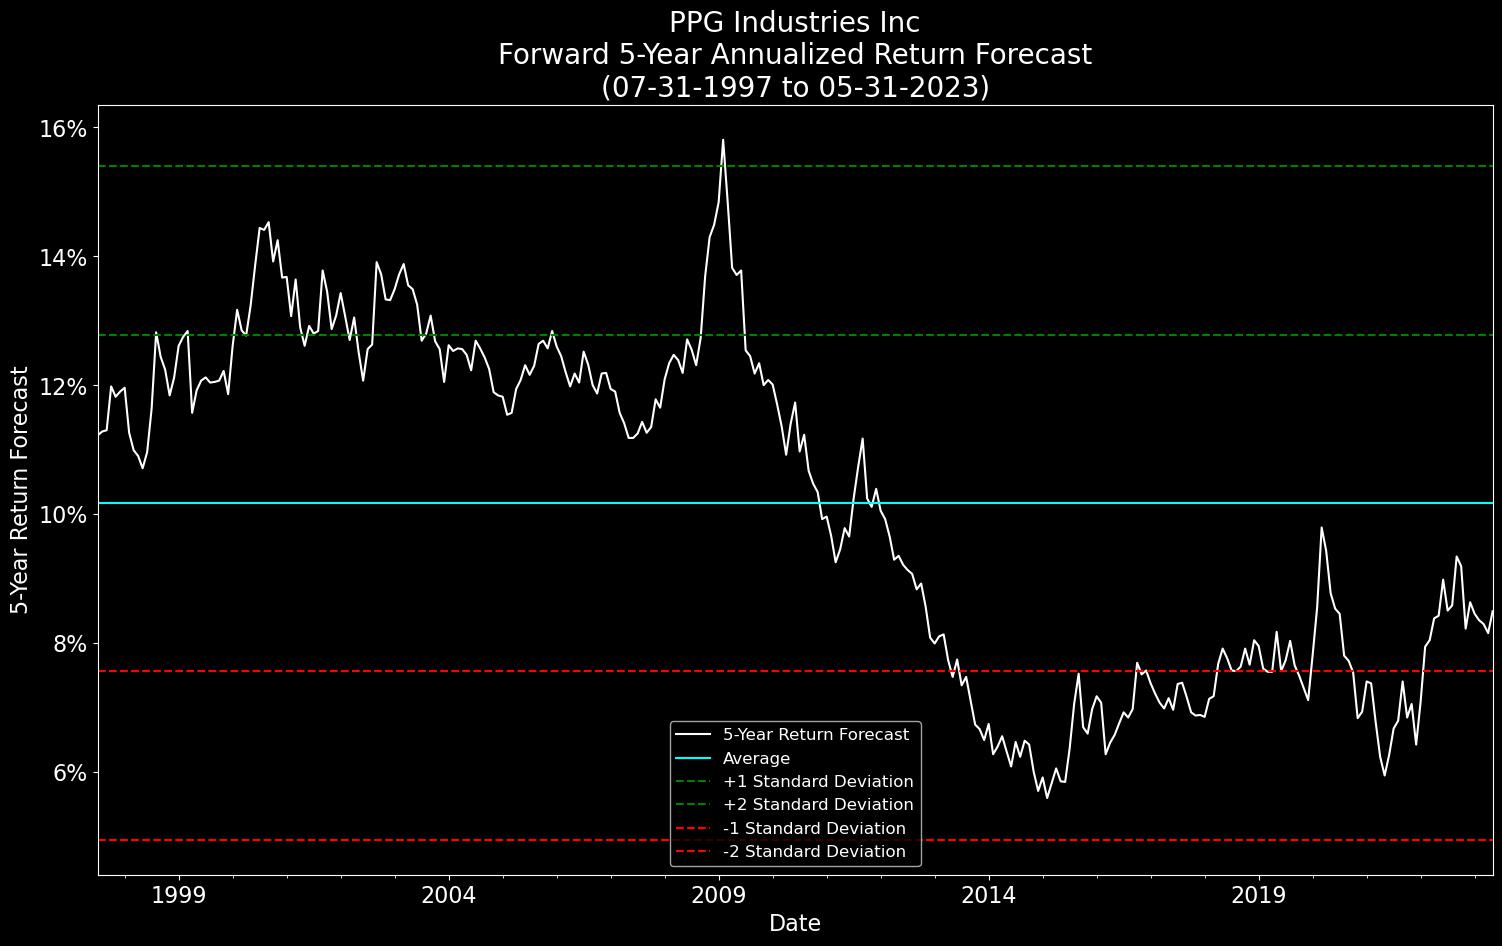 PPG Industries Inc
Forward 5-Year Annualized Return Forecast
(07-31-1997 to 05-31-2023)
16%
14%
12%
10%
8%
6%
5-Year Return Forecast
5-Year Return Forecast
Average
+1 Standard Deviation
+2 Standard Deviation
-1 Standard Deviation
-2 Standard Deviation
1999
2004
2009
2014
2019
Date